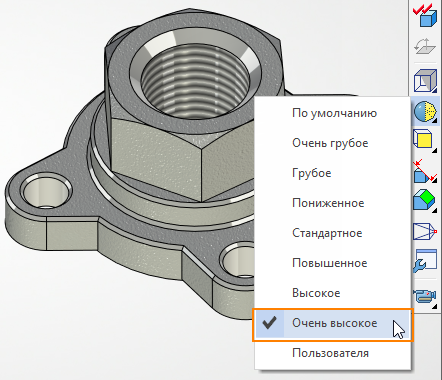 По умолчанию
Очень грубое
Грубое
Пониженное
Стандартное
Повышенное
Высокое
Очень высокое
Пользователя